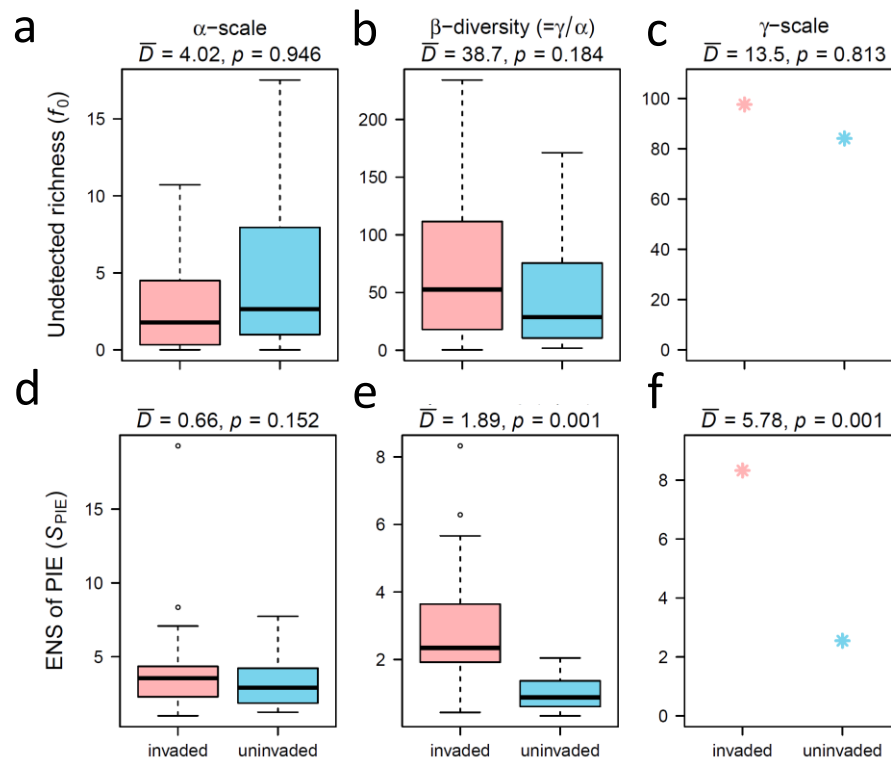 a
α−scale
D̅ = 4.02, p = 0.946
b
β−diversity (=γ/α)
D̅ = 38.7, p = 0.184
c
γ−scale
D̅ = 13.5, p = 0.813
Undetected richness (f₀)
15
10
5
0
200
150
100
50
0
100
80
60
40
20
0
d
D̅ = 0.66, p = 0.152
e
D̅ = 1.89, p = 0.001
f
D̅ = 5.78, p = 0.001
ENS of PIE (S_PIE)
15
10
5
8
6
4
2
8
6
4
2
0
invaded uninvaded
invaded uninvaded
invaded uninvaded